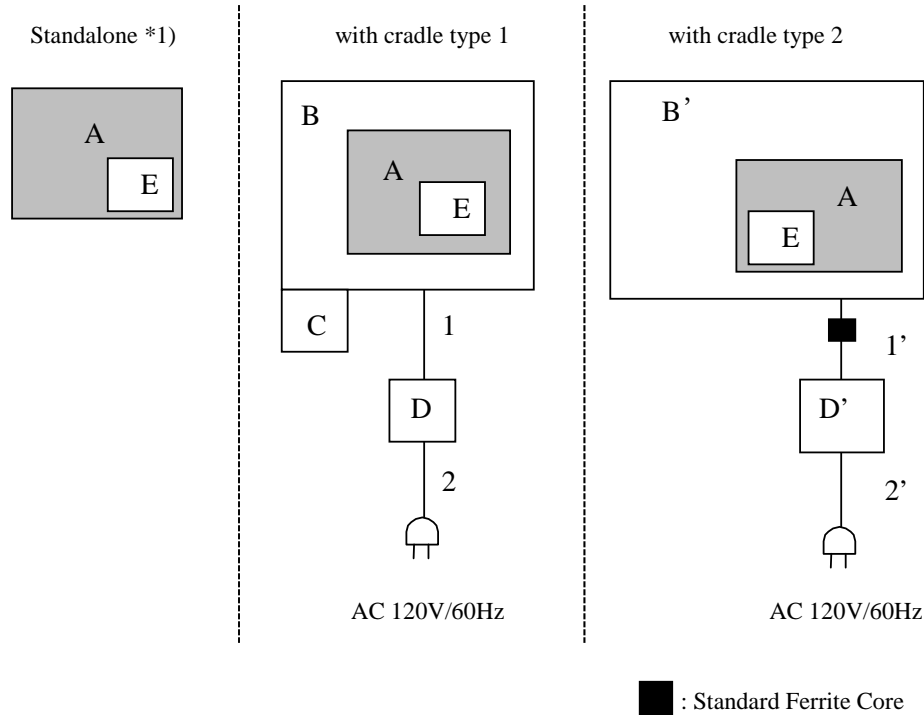 Standalone *1)
A
E
with cradle type 1
B
A
E
C
1
D
2
AC 120V/60Hz
with cradle type 2
B’
A
E
1’
D’
2’
AC 120V/60Hz
: Standard Ferrite Core